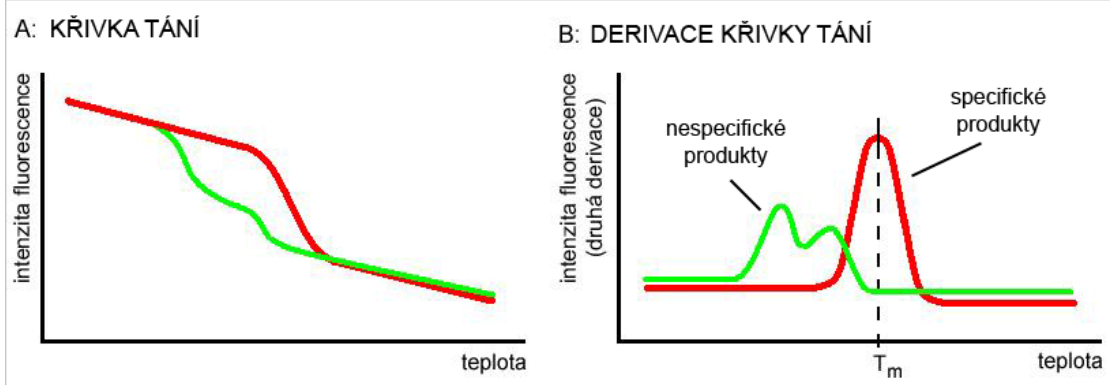 A: KŘIVKA TÁNÍ
intenzita fluorescence
teplota
B: DERIVACE KŘIVKY TÁNÍ
intenzita fluorescence
(druhá derivace)
nespecifické
produkty
specifické
produkty
Tm
teplota